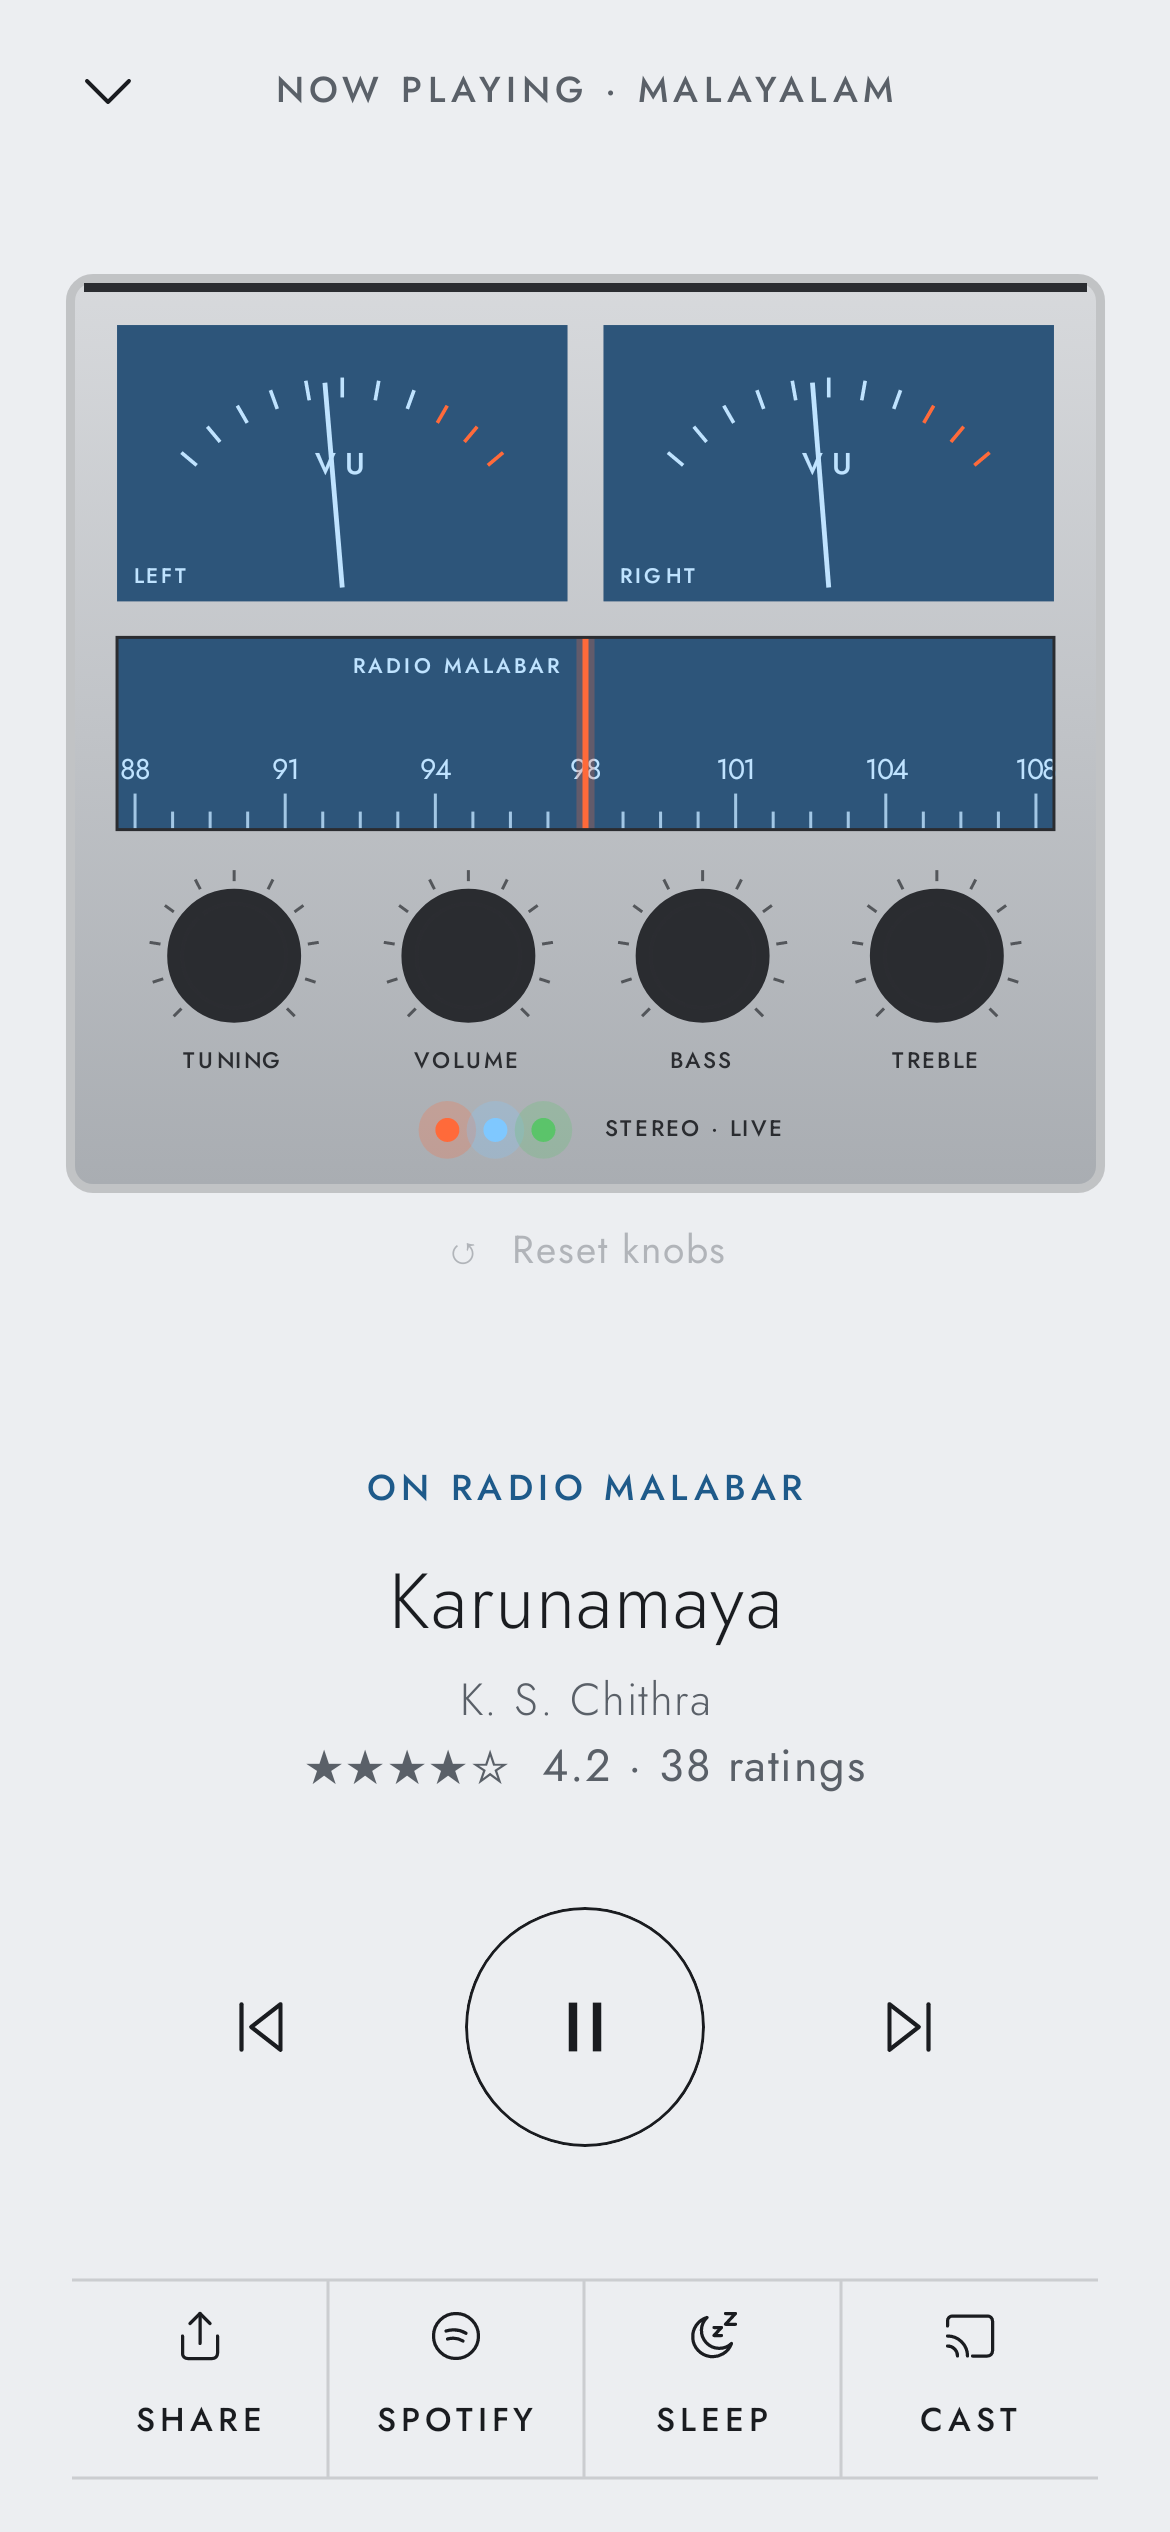 NOW PLAYING · MALAYALAM
VU VU
LEFT RIGHT
RADIO MALABAR
88 91 94 98 101 104 108
TUNING VOLUME BASS TREBLE
STEREO · LIVE
Reset knobs
ON RADIO MALABAR
Karunamaya
K. S. Chithra
★★★★☆ 4.2 · 38 ratings
SHARE SPOTIFY SLEEP CAST